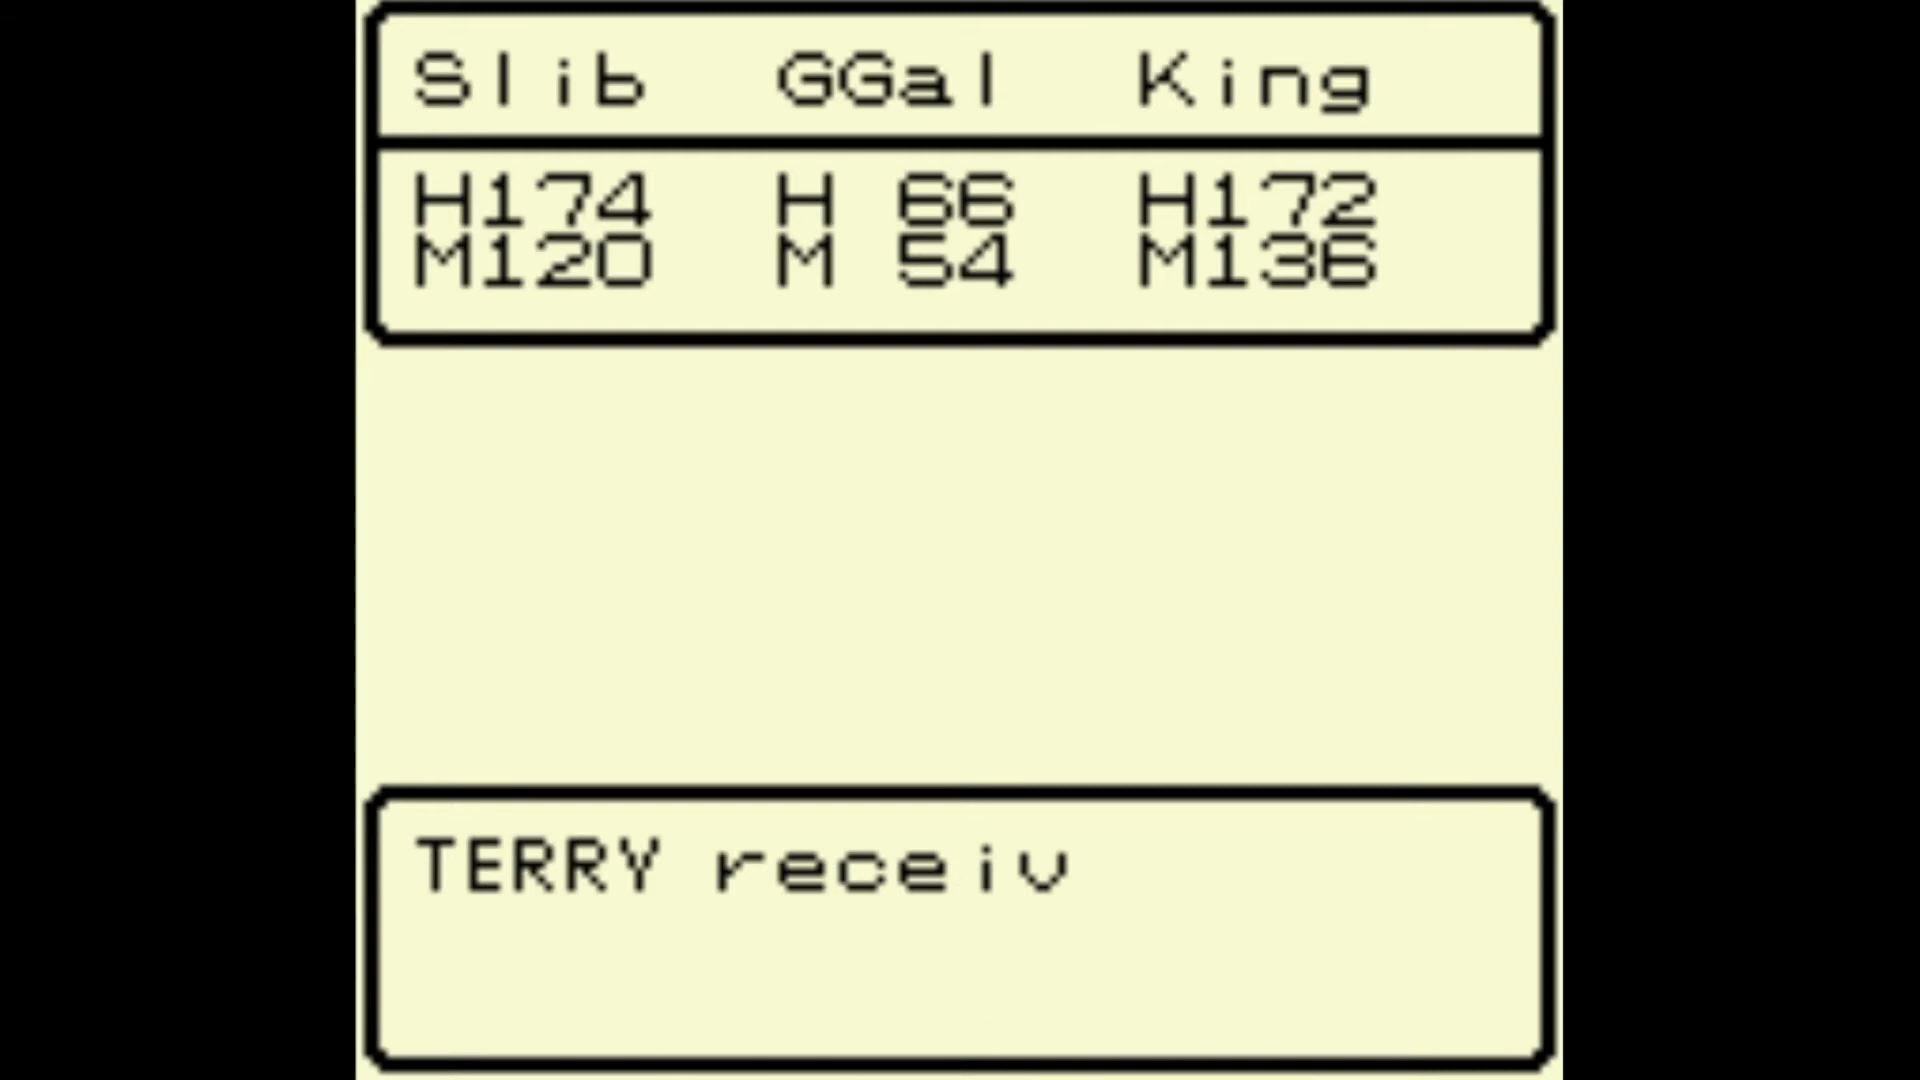 Slib GGal King
H174 H 66 H172
M120 M 54 M136
TERRY receiv